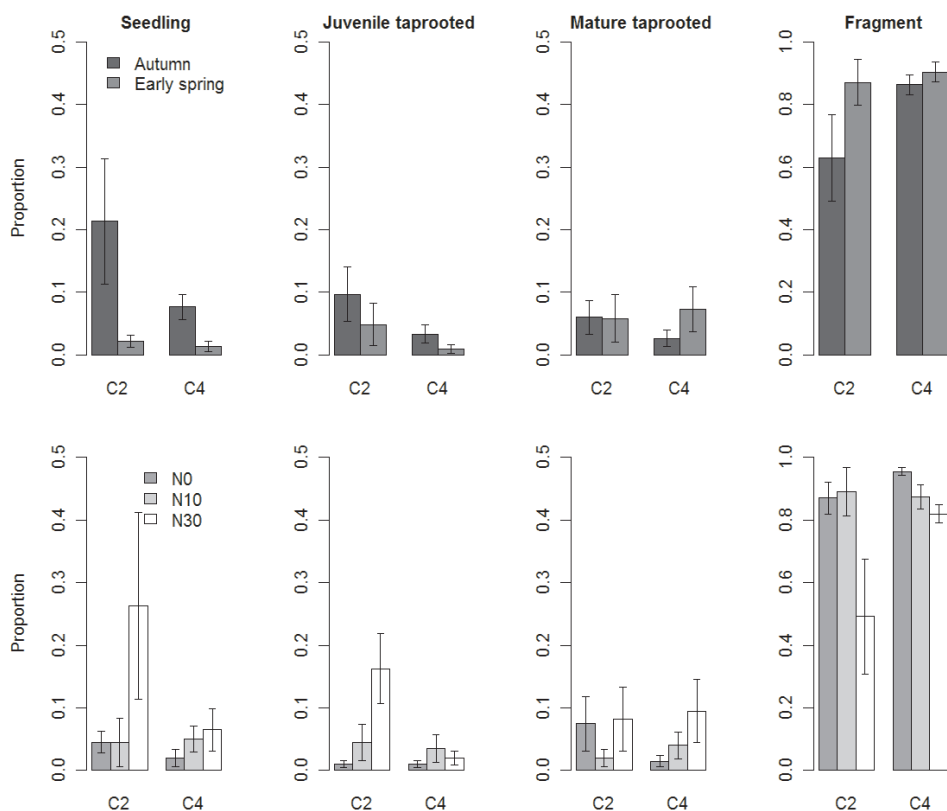 Seedling
Juvenile taprooted
Mature taprooted
Fragment
Proportion
0.0 0.1 0.2 0.3 0.4 0.5
Autumn
Early spring
C2 C4
0.0 0.1 0.2 0.3 0.4 0.5
C2 C4
0.0 0.1 0.2 0.3 0.4 0.5
C2 C4
0.0 0.2 0.4 0.6 0.8 1.0
C2 C4
Proportion
0.0 0.1 0.2 0.3 0.4 0.5
N0
N10
N30
C2 C4
0.0 0.1 0.2 0.3 0.4 0.5
C2 C4
0.0 0.1 0.2 0.3 0.4 0.5
C2 C4
0.0 0.2 0.4 0.6 0.8 1.0
C2 C4